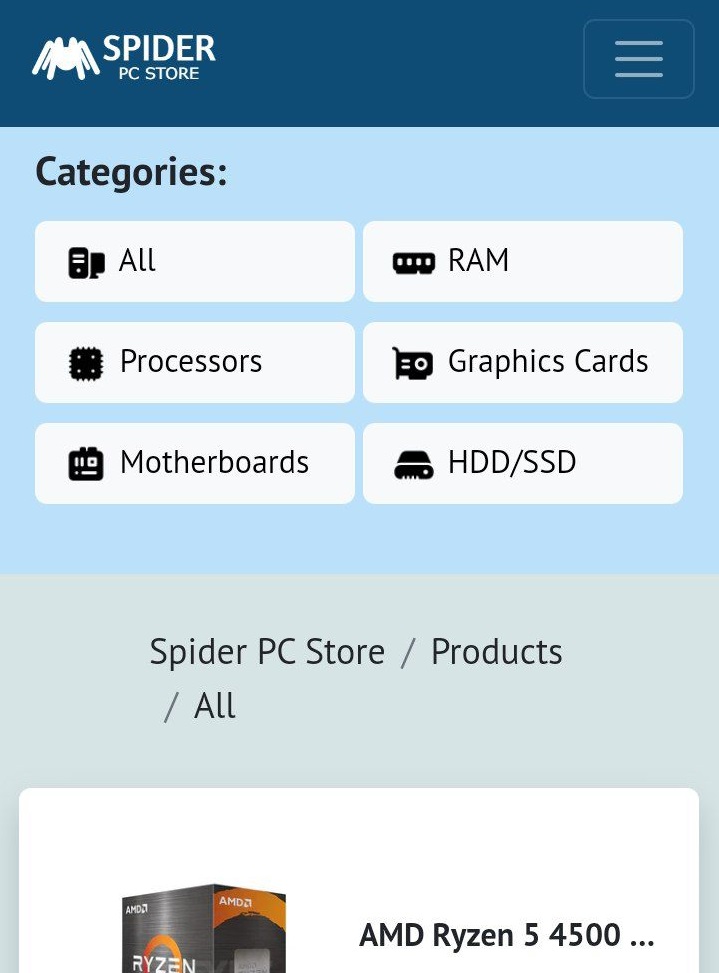 SPIDER
PC STORE
Categories:
All
RAM
Processors
Graphics Cards
Motherboards
HDD/SSD
Spider PC Store / Products
/ All
AMD
AMD
RYZEN
AMD Ryzen 5 4500 ...